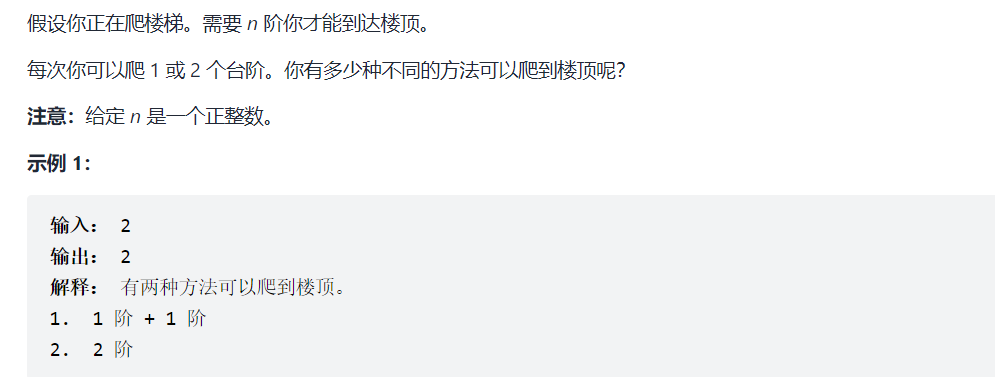 假设你正在爬楼梯。需要 n 阶你才能到达楼顶。
每次你可以爬 1 或 2 个台阶。你有多少种不同的方法可以爬到楼顶呢？
注意：给定 n 是一个正整数。
示例 1：
输入： 2
输出： 2
解释： 有两种方法可以爬到楼顶。
1. 1 阶 + 1 阶
2. 2 阶